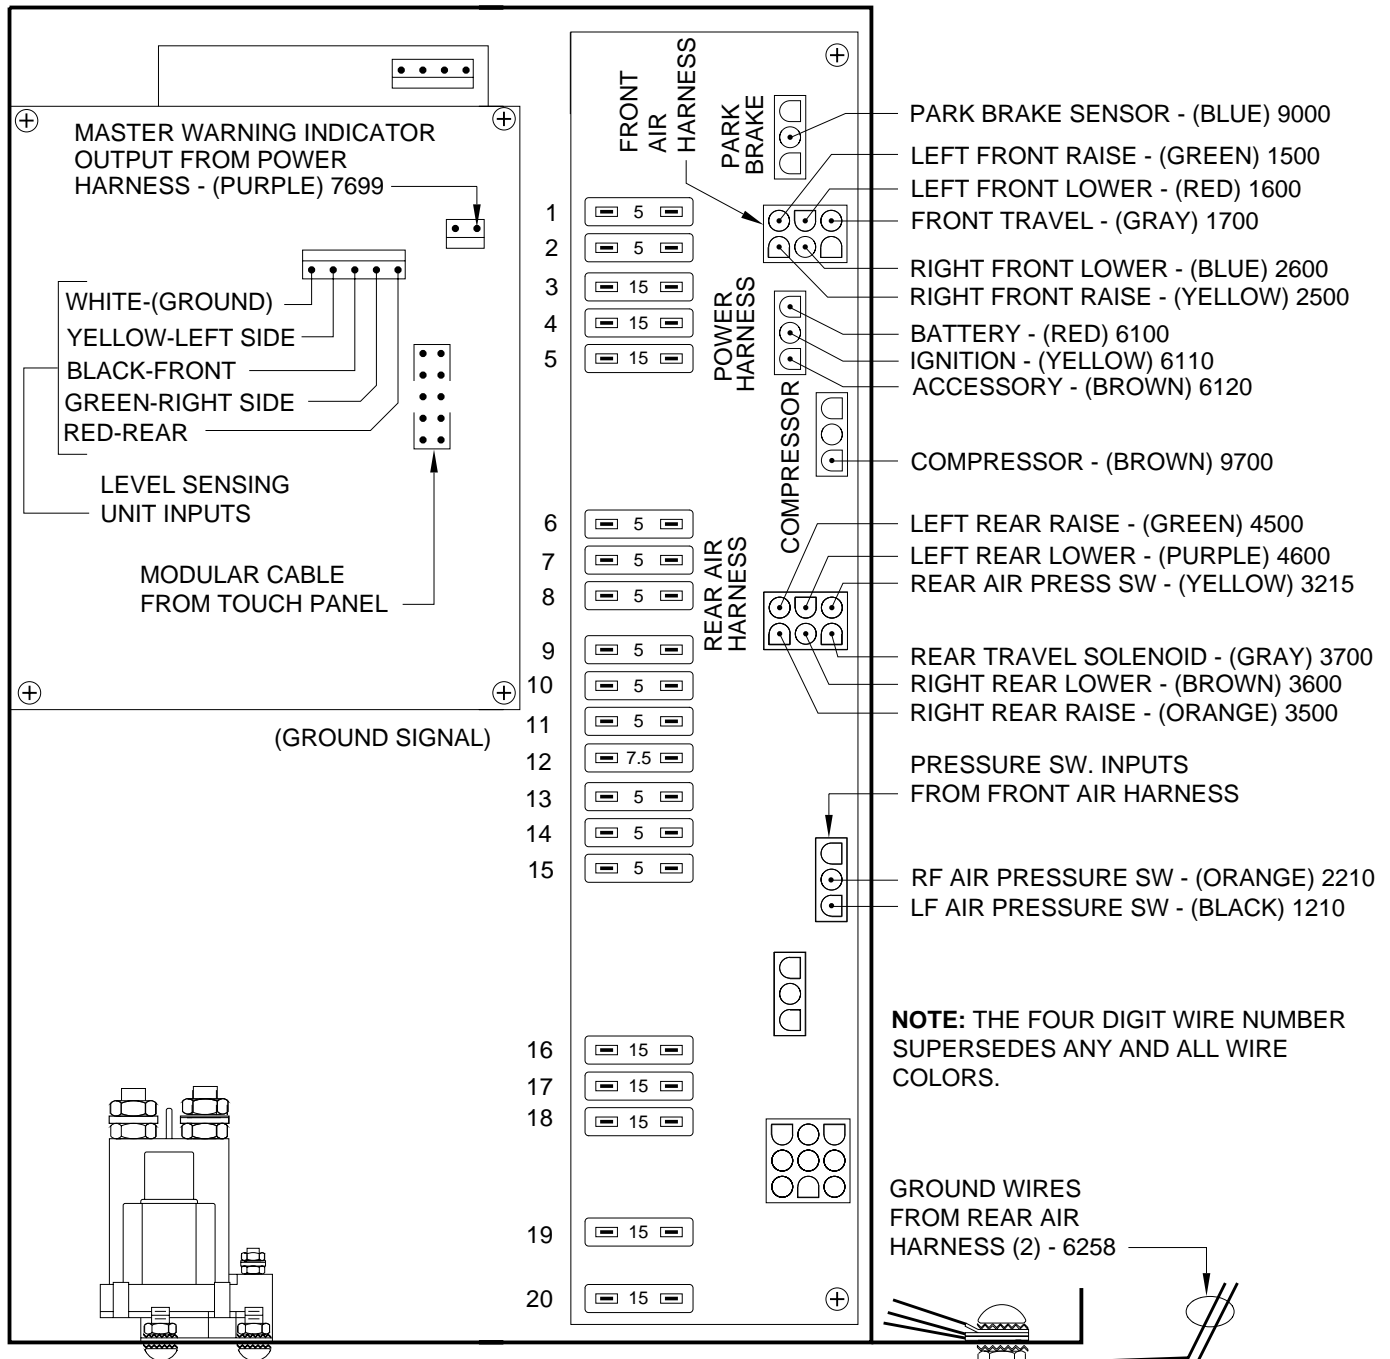 MASTER WARNING INDICATOR
OUTPUT FROM POWER
HARNESS - (PURPLE) 7699
WHITE-(GROUND)
YELLOW-LEFT SIDE
BLACK-FRONT
GREEN-RIGHT SIDE
RED-REAR
LEVEL SENSING
UNIT INPUTS
MODULAR CABLE
FROM TOUCH PANEL
(GROUND SIGNAL)
FRONT
AIR
HARNESS
PARK
BRAKE
POWER
HARNESS
COMPRESSOR
REAR AIR
HARNESS
1 5
2 5
3 15
4 15
5 15
6 5
7 5
8 5
9 5
10 5
11 5
12 7.5
13 5
14 5
15 5
16 15
17 15
18 15
19 15
20 15
PARK BRAKE SENSOR - (BLUE) 9000
LEFT FRONT RAISE - (GREEN) 1500
LEFT FRONT LOWER - (RED) 1600
FRONT TRAVEL - (GRAY) 1700
RIGHT FRONT LOWER - (BLUE) 2600
RIGHT FRONT RAISE - (YELLOW) 2500
BATTERY - (RED) 6100
IGNITION - (YELLOW) 6110
ACCESSORY - (BROWN) 6120
COMPRESSOR - (BROWN) 9700
LEFT REAR RAISE - (GREEN) 4500
LEFT REAR LOWER - (PURPLE) 4600
REAR AIR PRESS SW - (YELLOW) 3215
REAR TRAVEL SOLENOID - (GRAY) 3700
RIGHT REAR LOWER - (BROWN) 3600
RIGHT REAR RAISE - (ORANGE) 3500
PRESSURE SW. INPUTS
FROM FRONT AIR HARNESS
RF AIR PRESSURE SW - (ORANGE) 2210
LF AIR PRESSURE SW - (BLACK) 1210
NOTE: THE FOUR DIGIT WIRE NUMBER
SUPERSEDES ANY AND ALL WIRE
COLORS.
GROUND WIRES
FROM REAR AIR
HARNESS (2) - 6258